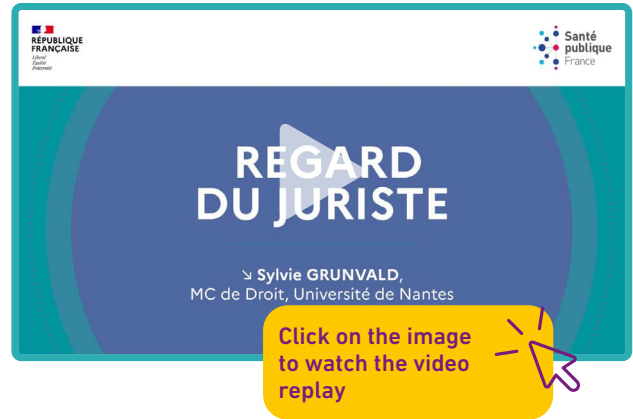 RÉPUBLIQUE
FRANÇAISE
Liberté
Égalité
Fraternité
Santé
publique
France
REGARD
DU JURISTE
↘ Sylvie GRUNVALD,
MC de Droit, Université de Nantes
Click on the image
to watch the video
replay